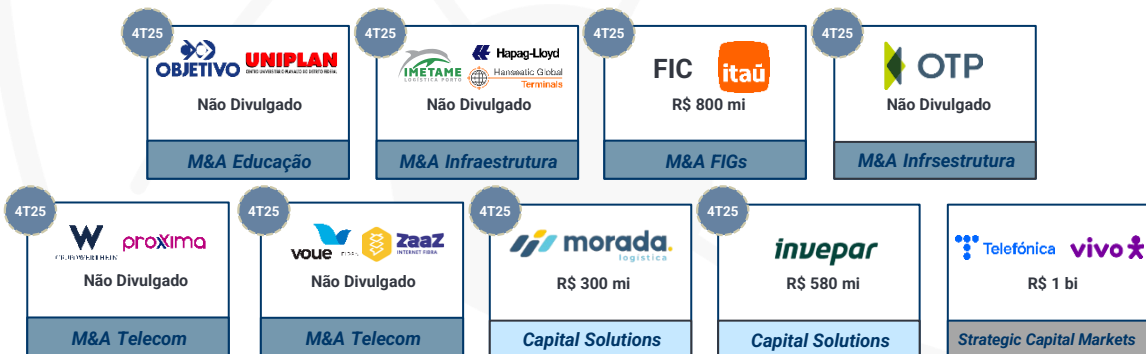 4T25
OBJETIVO
UNIPLAN
Não Divulgado
M&A Educação
4T25
IMETAME
LOGÍSTICA PORTO
Hapag-Lloyd
Hanseatic Global
Terminals
Não Divulgado
M&A Infraestrutura
4T25
FIC
itaú
R$ 800 mi
M&A FIGs
4T25
OTP
Não Divulgado
M&A Infrsestrutura
4T25
W
proxima
Não Divulgado
M&A Telecom
4T25
voue
zaaz
INTERNET FIBRA
Não Divulgado
M&A Telecom
4T25
morada.
logística
R$ 300 mi
Capital Solutions
4T25
invepar
R$ 580 mi
Capital Solutions
Telefónica
vivo
R$ 1 bi
Strategic Capital Markets